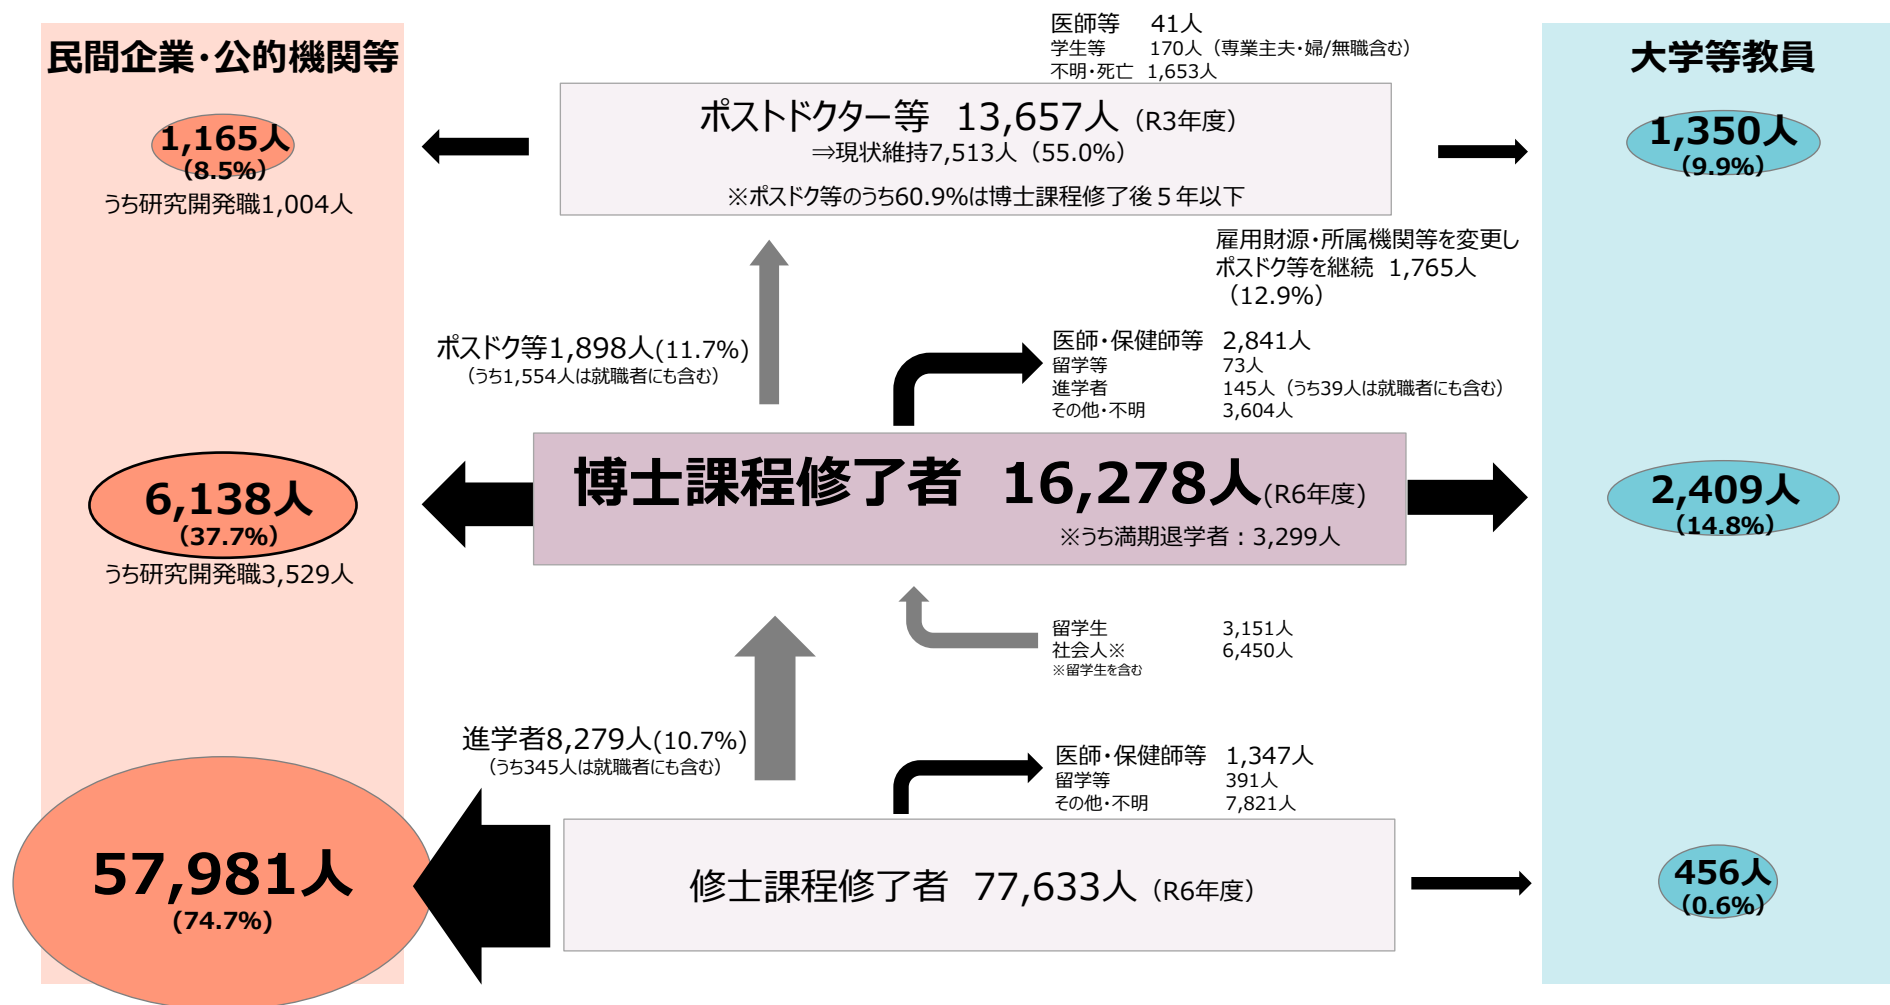 民間企業・公的機関等
大学等教員
医師等 41人
学生等 170人（専業主夫・婦/無職含む）
不明・死亡 1,653人
ポストドクター等 13,657人（R3年度）
⇒現状維持7,513人（55.0%）
※ポスドク等のうち60.9%は博士課程修了後５年以下
1,165人
（8.5%）
うち研究開発職1,004人
1,350人
（9.9%）
雇用財源・所属機関等を変更し
ポスドク等を継続 1,765人
（12.9%）
ポスドク等1,898人(11.7%)
（うち1,554人は就職者にも含む）
医師・保健師等 2,841人
留学等 73人
進学者 145人（うち39人は就職者にも含む）
その他・不明 3,604人
博士課程修了者 16,278人(R6年度)
※うち満期退学者：3,299人
6,138人
（37.7%）
うち研究開発職3,529人
2,409人
（14.8%）
留学生 3,151人
社会人※ 6,450人
※留学生を含む
進学者8,279人(10.7%)
（うち345人は就職者にも含む）
医師・保健師等 1,347人
留学等 391人
その他・不明 7,821人
修士課程修了者 77,633人（R6年度）
57,981人
(74.7%)
456人
（0.6%）